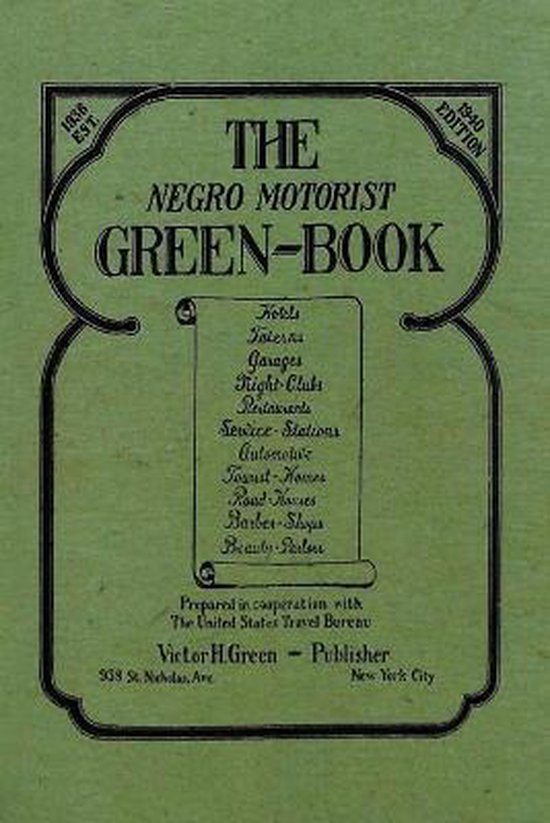 1936
EST.
1940
EDITION
THE
NEGRO MOTORIST
GREEN-BOOK
Hotels
Taverns
Garages
Night-Clubs
Restaurants
Service-Stations
Automotive
Tourist-Homes
Road-Houses
Barber-Shops
Beauty-Parlors
Prepared in cooperation with
The United States Travel Bureau
Victor H. Green — Publisher
938 St. Nicholas, Ave. New York City